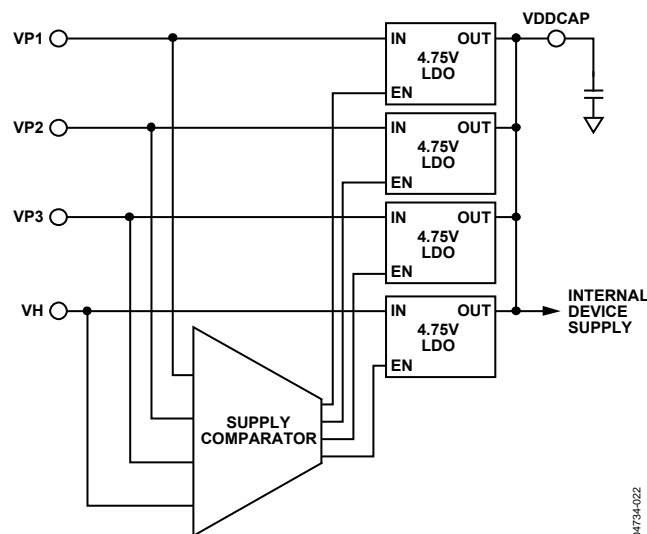 VDDCAP
VP1
IN
OUT
4.75V
LDO
EN
VP2
IN
OUT
4.75V
LDO
EN
VP3
IN
OUT
4.75V
LDO
EN
VH
IN
OUT
4.75V
LDO
EN
INTERNAL
DEVICE
SUPPLY
SUPPLY
COMPARATOR
04734-022